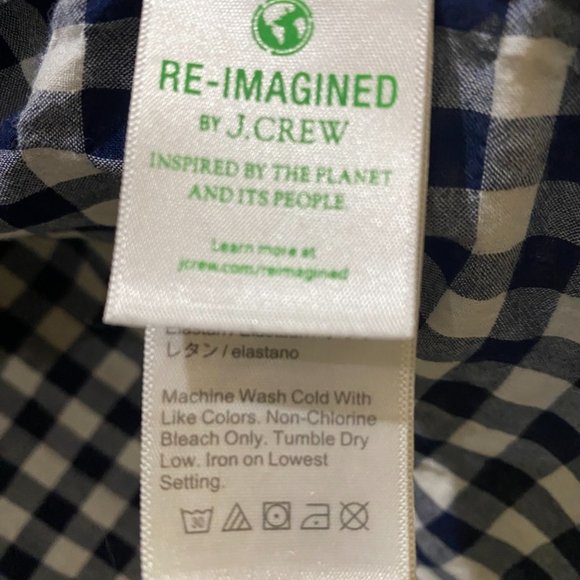 RE-IMAGINED
BY J.CREW
INSPIRED BY THE PLANET
AND ITS PEOPLE
Learn more at
jcrew.com/reimagined
レタン / elastano
Machine Wash Cold With
Like Colors. Non-Chlorine
Bleach Only. Tumble Dry
Low. Iron on Lowest
Setting.
30